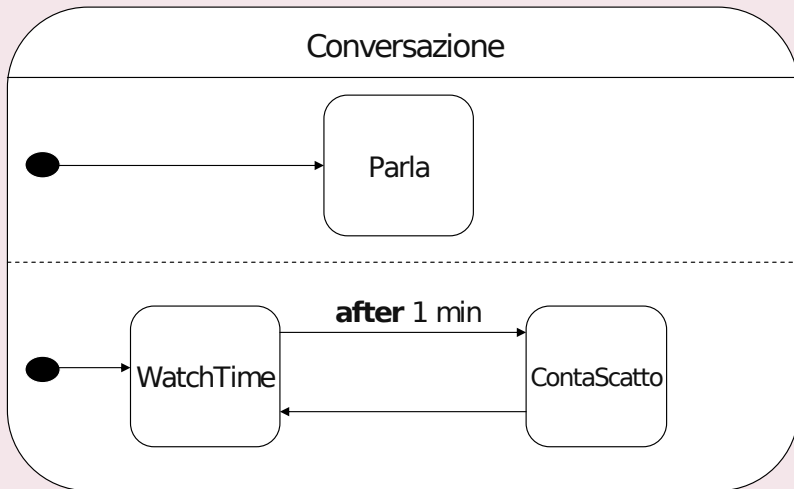 Conversazione
Parla
after 1 min
WatchTime
ContaScatto